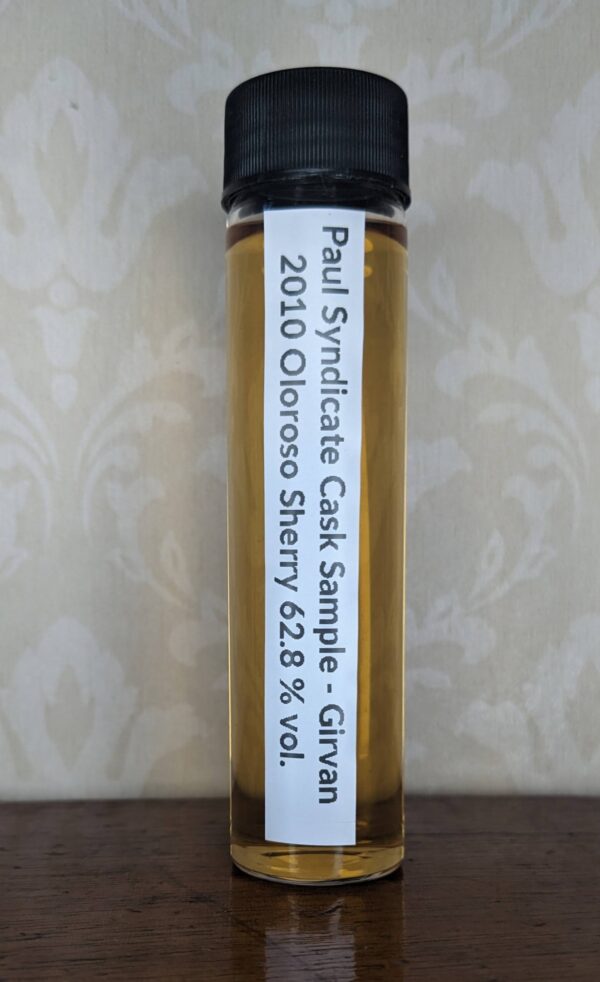 Paul Syndicate Cask Sample - Girvan
2010 Oloroso Sherry 62.8 % vol.